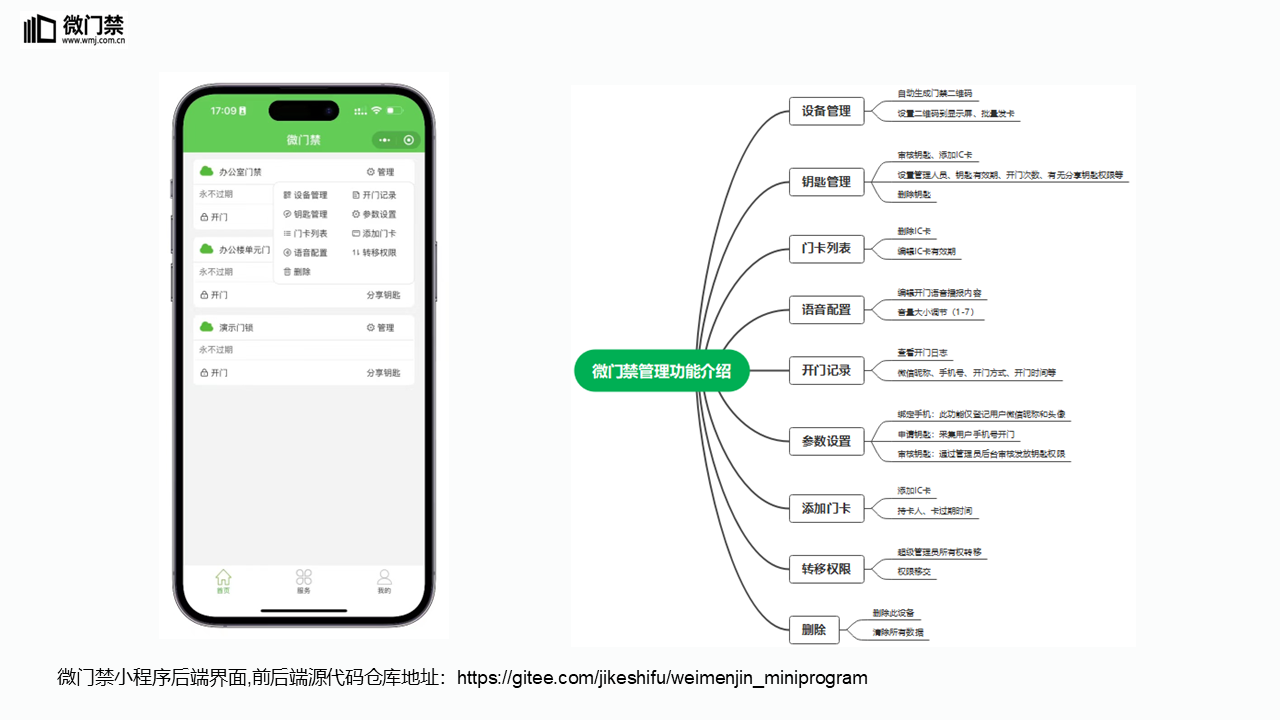 微门禁
www.wmj.com.cn
17:09
微门禁
办公室门禁
管理
永不过期
开门
设备管理
开门记录
钥匙管理
参数设置
门卡列表
添加门卡
语音配置
转移权限
删除
办公楼单元门
永不过期
开门
分享钥匙
演示门锁
管理
永不过期
开门
分享钥匙
首页
服务
我的
微门禁管理功能介绍
设备管理
自动生成门禁二维码
设置二维码到显示屏、批量发卡
钥匙管理
审核钥匙、添加IC卡
设置管理人员、钥匙有效期、开门次数、有无分享钥匙权限等
删除钥匙
门卡列表
删除IC卡
编辑IC卡有效期
语音配置
编辑开门语音播报内容
音量大小调节（1-7）
开门记录
查看开门日志
微信昵称、手机号、开门方式、开门时间等
参数设置
绑定手机：此功能仅登记用户微信昵称和头像
申请钥匙：采集用户手机号开门
审核钥匙：通过管理员后台审核发放钥匙权限
添加门卡
添加IC卡
持卡人、卡过期时间
转移权限
超级管理员所有权转移
权限移交
删除
删除此设备
清除所有数据
微门禁小程序后端界面,前后端源代码仓库地址：https://gitee.com/jikeshifu/weimenjin_miniprogram